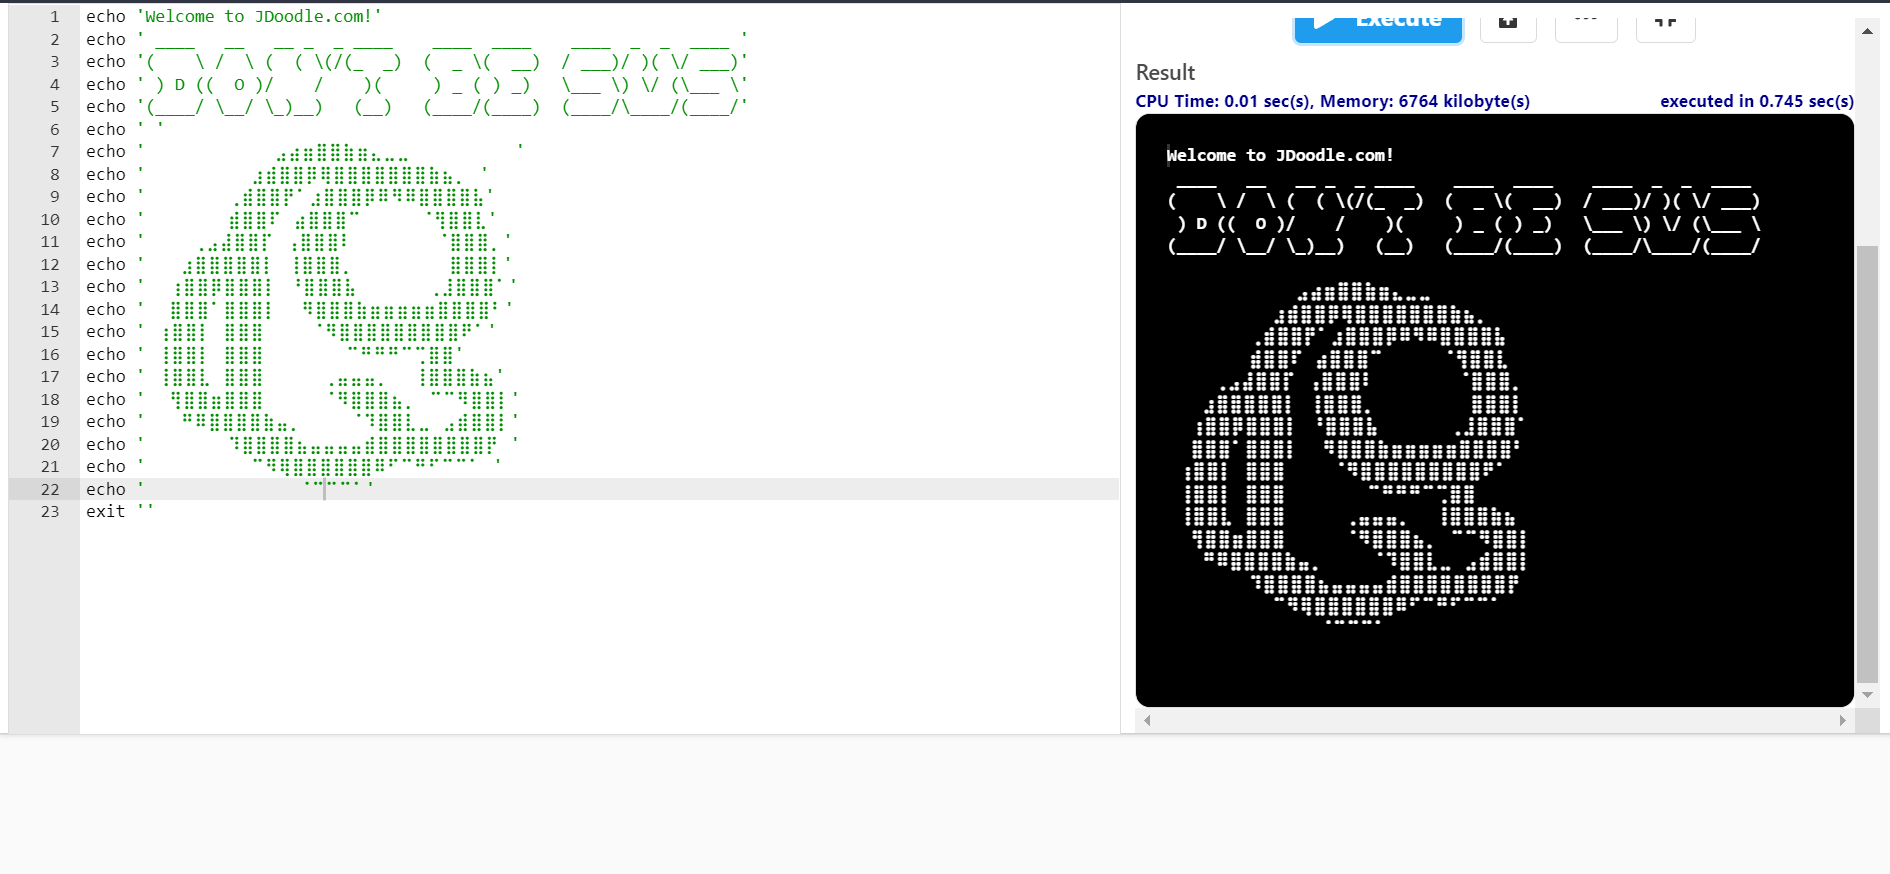 1 echo 'Welcome to JDoodle.com!'
2 echo ' ____   __   __ _  _ ____    ____  ____    ____  _  _  ____ '
3 echo '(    \ /  \ (  ( \(/(_  _)  (  _ \(  __)  / ___)/ )( \/ ___)'
4 echo ' ) D ((  O )/    /    )(     ) _ ( ) _)   \___ \) \/ (\___ \'
5 echo '(____/ \__/ \_)__)   (__)   (____/(____)  (____/\____/(____/'
6 echo ' '
7 echo ' '
8 echo ' '
9 echo ' '
10 echo ' '
11 echo ' '
12 echo ' '
13 echo ' '
14 echo ' '
15 echo ' '
16 echo ' '
17 echo ' '
18 echo ' '
19 echo ' '
20 echo ' '
21 echo ' '
22 echo ' '
23 exit ''
Execute
Result
CPU Time: 0.01 sec(s), Memory: 6764 kilobyte(s) executed in 0.745 sec(s)
Welcome to JDoodle.com!
 ____   __   __ _  _ ____    ____  ____    ____  _  _  ____
(    \ /  \ (  ( \(/(_  _)  (  _ \(  __)  / ___)/ )( \/ ___)
 ) D ((  O )/    /    )(     ) _ ( ) _)   \___ \) \/ (\___ \
(____/ \__/ \_)__)   (__)   (____/(____)  (____/\____/(____/